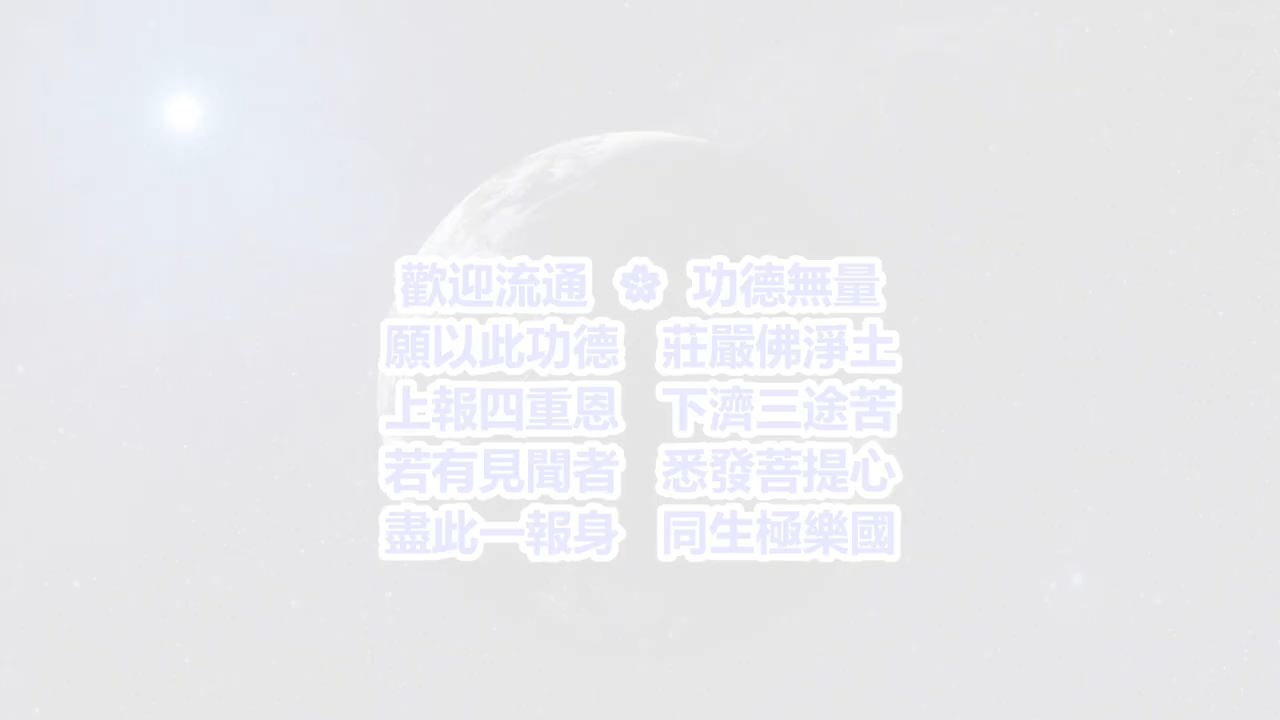 歡迎流通 ❀ 功德無量
願以此功德 莊嚴佛淨土
上報四重恩 下濟三途苦
若有見聞者 悉發菩提心
盡此一報身 同生極樂國